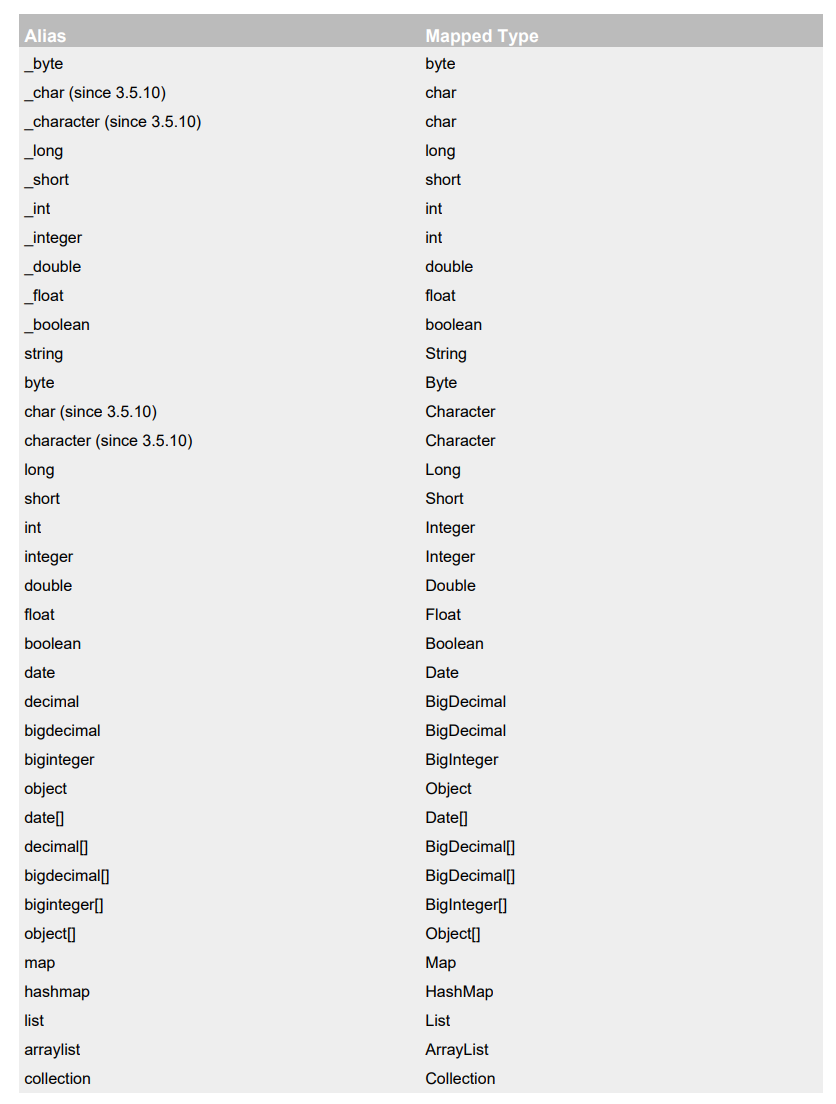 Alias Mapped Type
_byte byte
_char (since 3.5.10) char
_character (since 3.5.10) char
_long long
_short short
_int int
_integer int
_double double
_float float
_boolean boolean
string String
byte Byte
char (since 3.5.10) Character
character (since 3.5.10) Character
long Long
short Short
int Integer
integer Integer
double Double
float Float
boolean Boolean
date Date
decimal BigDecimal
bigdecimal BigDecimal
biginteger BigInteger
object Object
date[] Date[]
decimal[] BigDecimal[]
bigdecimal[] BigDecimal[]
biginteger[] BigInteger[]
object[] Object[]
map Map
hashmap HashMap
list List
arraylist ArrayList
collection Collection